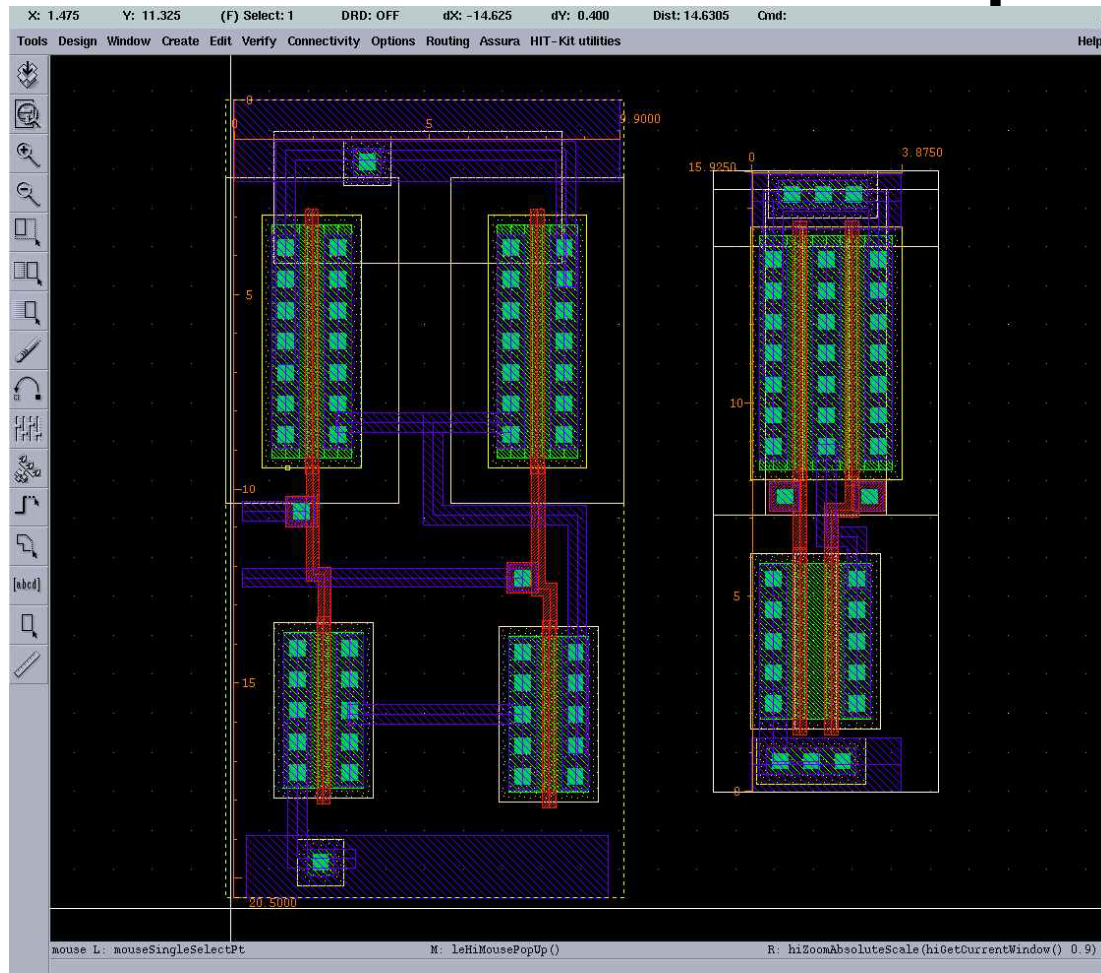 X: 1.475 Y: 11.325 (F) Select: 1 DRD: OFF dX: -14.625 dY: 0.400 Dist: 14.6305 Cmd:
Tools Design Window Create Edit Verify Connectivity Options Routing Assura HIT-Kit utilities Help
0
0 5 9.9000
5
10
15
20.5000
15.9250 0 3.8750
10
5
0
[abcd]
mouse L: mouseSingleSelectPt M: leHiMousePopUp() R: hiZoomAbsoluteScale(hiGetCurrentWindow() 0.9)